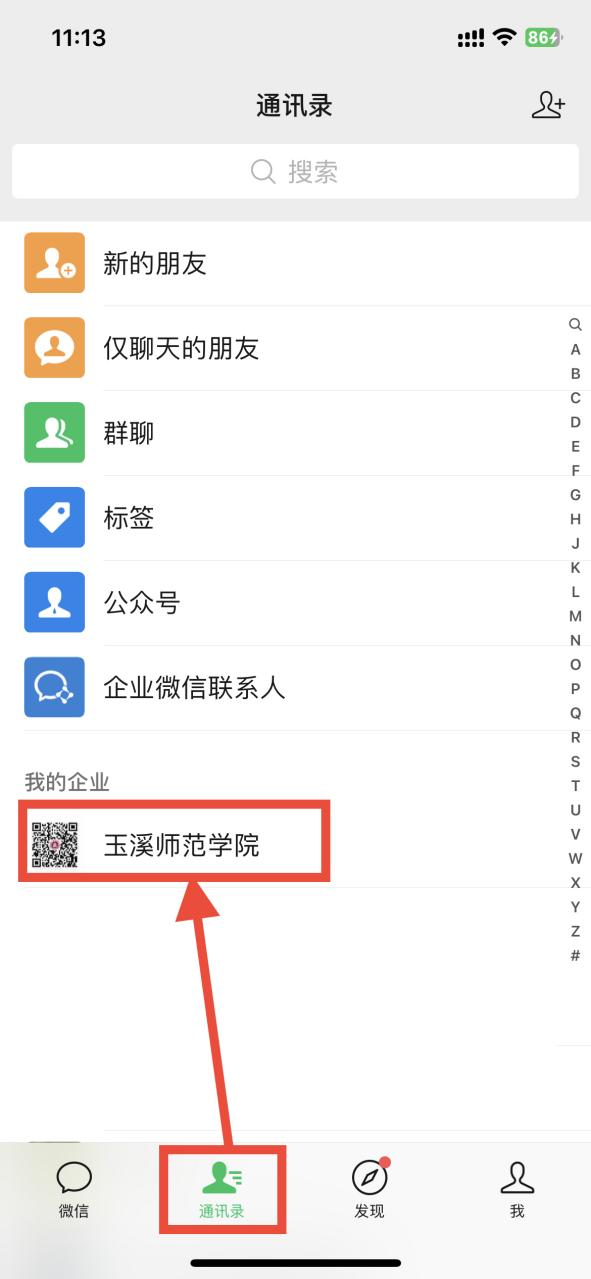 11:13
86
通讯录
搜索
新的朋友
仅聊天的朋友
群聊
标签
公众号
企业微信联系人
我的企业
玉溪师范学院
A
B
C
D
E
F
G
H
J
K
L
M
N
O
P
Q
R
S
T
U
V
W
X
Y
Z
#
微信
通讯录
发现
我